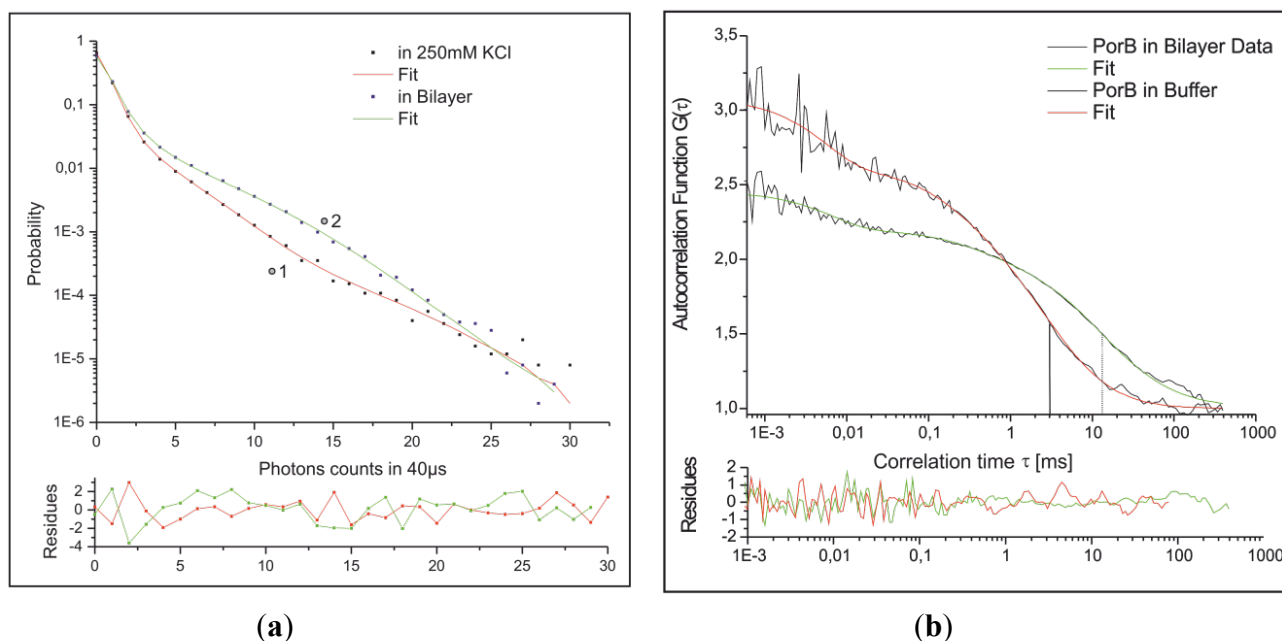 1
0.1
0,01
1E-3
1E-4
1E-5
1E-6
Probability
in 250mM KCl
Fit
in Bilayer
Fit
2
1
0 5 10 15 20 25 30
Photons counts in 40µs
Residues
2
0
-2
-4
0 5 10 15 20 25 30
(a)
3,5
3,0
2,5
2,0
1,5
1,0
Autocorrelation Function G(τ)
PorB in Bilayer Data
Fit
PorB in Buffer
Fit
1E-3 0,01 0,1 1 10 100 1000
Correlation time τ [ms]
Residues
2
1
0
-1
-2
1E-3 0,01 0,1 1 10 100 1000
(b)